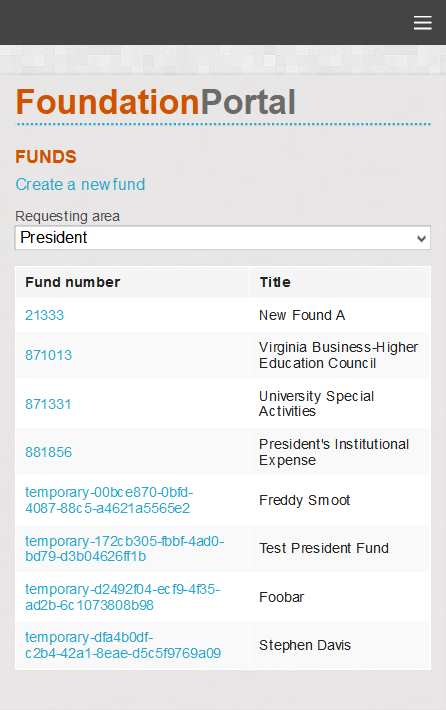 FoundationPortal
FUNDS
Create a new fund
Requesting area
President
Fund number Title
21333 New Found A
871013 Virginia Business-Higher
Education Council
871331 University Special
Activities
881856 President's Institutional
Expense
temporary-00bce870-0bfd-
4087-88c5-a4621a5565e2 Freddy Smoot
temporary-172cb305-fbbf-4ad0-
bd79-d3b04626ff1b Test President Fund
temporary-d2492f04-ecf9-4f35-
ad2b-6c1073808b98 Foobar
temporary-dfa4b0df-
c2b4-42a1-8eae-d5c5f9769a09 Stephen Davis